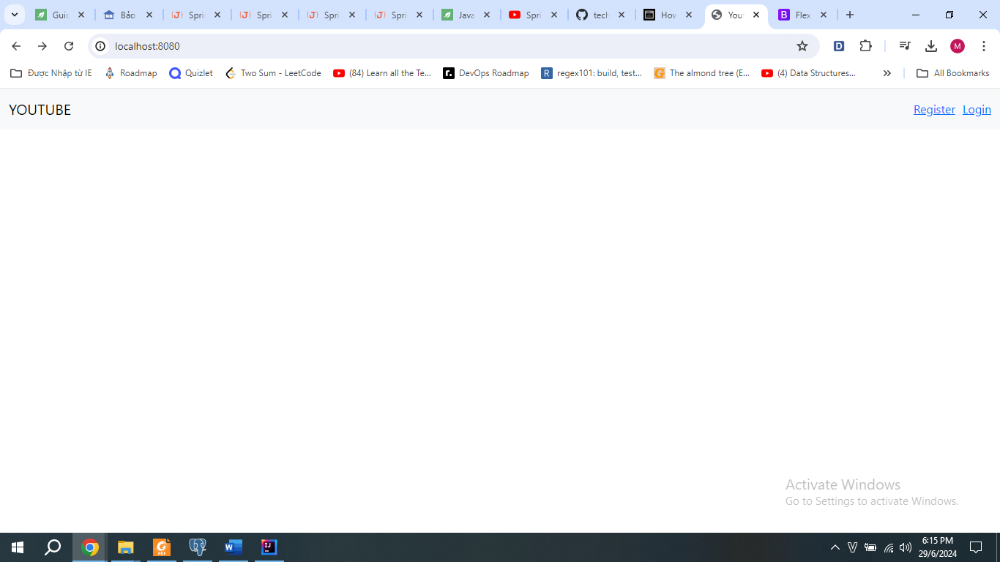 Guid Bảo Spri Spri Spri Spri Java Spri tech How You Flex
localhost:8080 D M
Được Nhập từ IE Roadmap Quizlet Two Sum - LeetCode (84) Learn all the Te... DevOps Roadmap regex101: build, test... The almond tree (E... (4) Data Structures... » All Bookmarks
YOUTUBE Register Login
Activate Windows
Go to Settings to activate Windows.
6:15 PM
29/6/2024